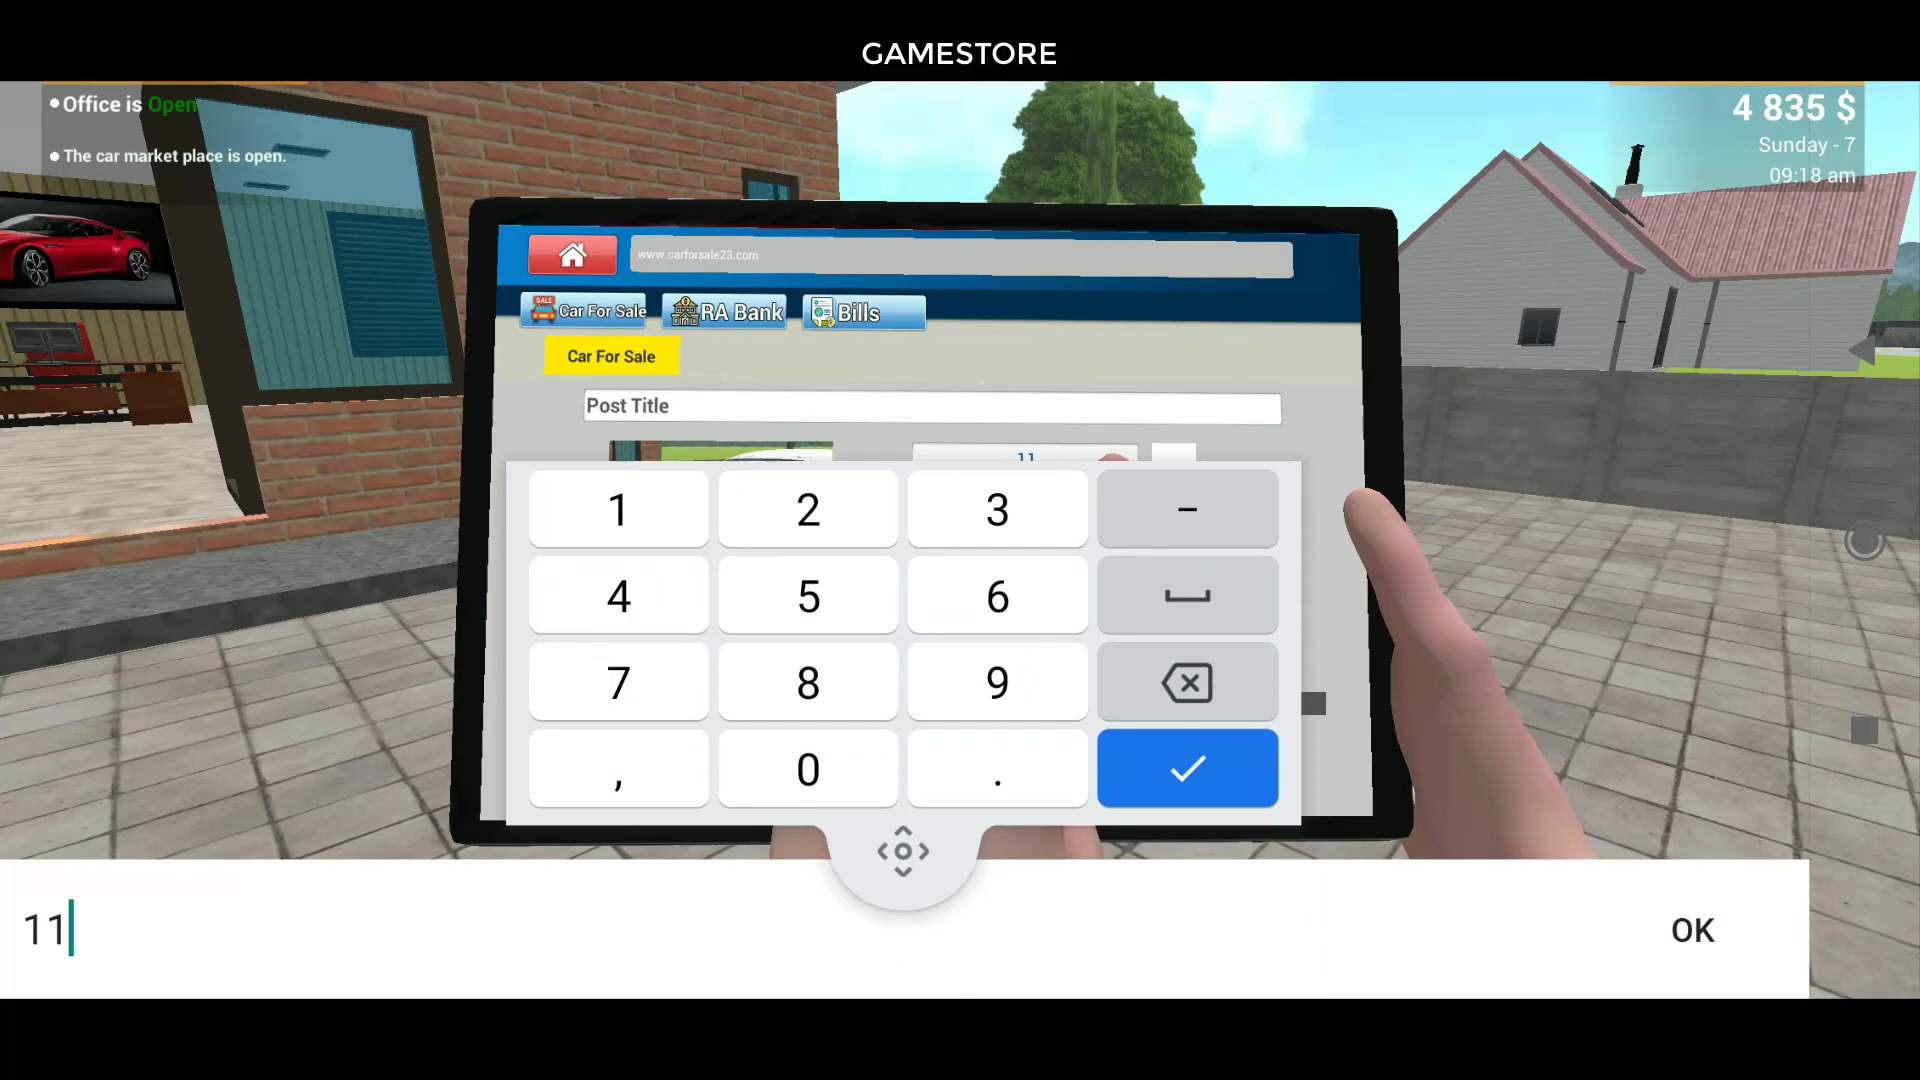 GAMESTORE
Office is Open
The car market place is open.
4 835 $
Sunday - 7
09:18 am
www.carforsale23.com
SALE
Car For Sale
RA Bank
Bills
Car For Sale
Post Title
11
1 2 3 -
4 5 6
7 8 9
, 0 .
11
OK